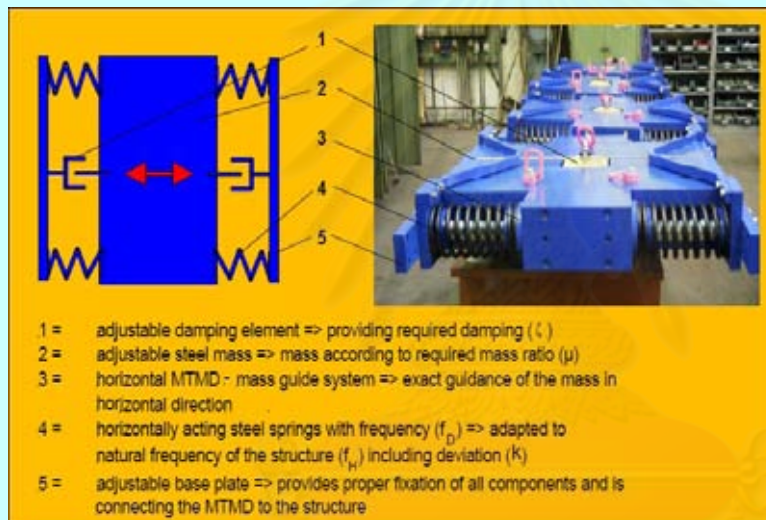 1
2
3
4
5
1 = adjustable damping element => providing required damping (ζ)
2 = adjustable steel mass => mass according to required mass ratio (µ)
3 = horizontal MTMD - mass guide system => exact guidance of the mass in
horizontal direction
4 = horizontally acting steel springs with frequency (f_D) => adapted to
natural frequency of the structure (f_H) including deviation (k)
5 = adjustable base plate => provides proper fixation of all components and is
connecting the MTMD to the structure